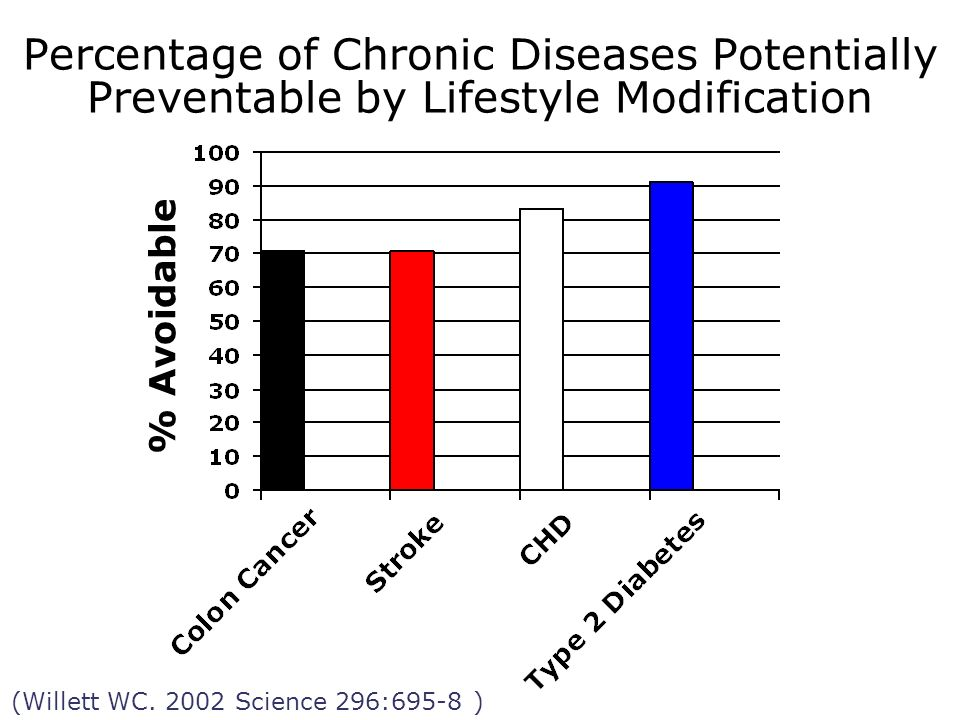 Percentage of Chronic Diseases Potentially
Preventable by Lifestyle Modification
% Avoidable
100
90
80
70
60
50
40
30
20
10
0
Colon Cancer
Stroke
CHD
Type 2 Diabetes
(Willett WC. 2002 Science 296:695-8 )